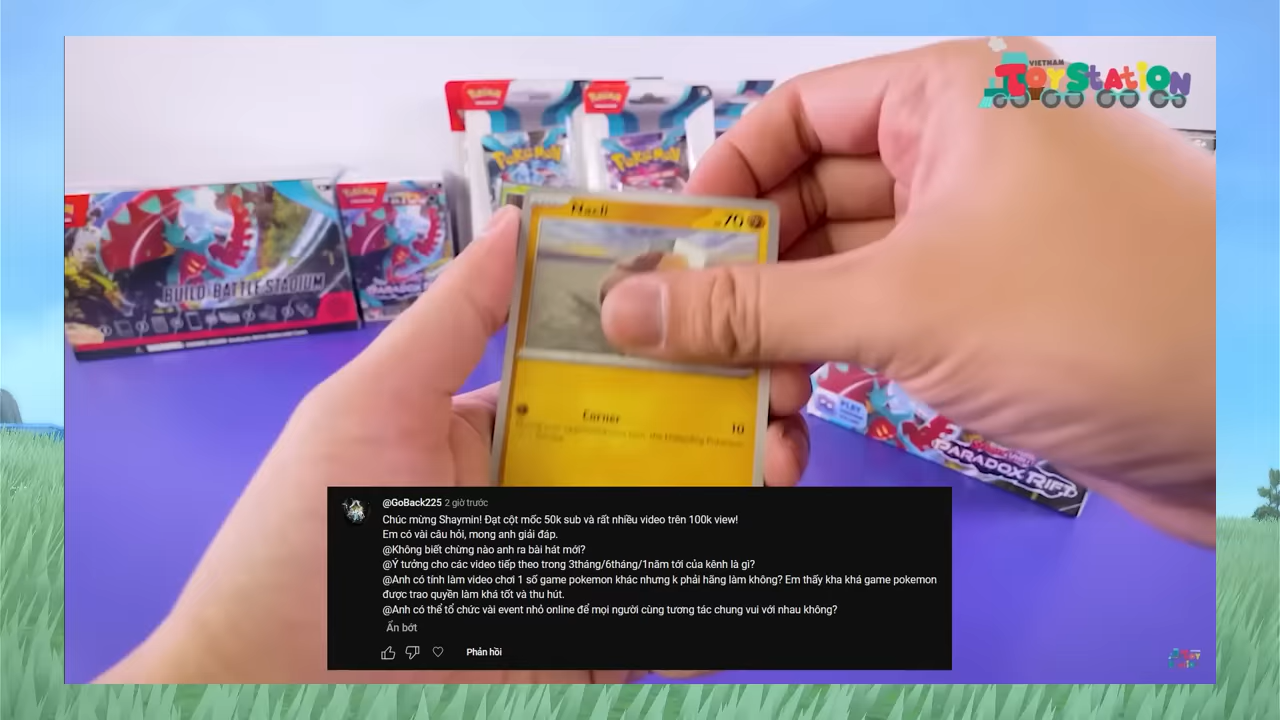 VIETNAM
TOYSTATION
POKÉMON
POKÉMON
Nacli
70
BUILD & BATTLE STADIUM
PARADOX RIFT
Corner
10
PLAY
PARADOX RIFT
@GoBack225 2 giờ trước
Chúc mừng Shaymin! Đạt cột mốc 50k sub và rất nhiều video trên 100k view!
Em có vài câu hỏi, mong anh giải đáp.
@Không biết chừng nào anh ra bài hát mới?
@Ý tưởng cho các video tiếp theo trong 3tháng/6tháng/1năm tới của kênh là gì?
@Anh có tính làm video chơi 1 số game pokemon khác nhưng k phải hãng làm không? Em thấy kha khá game pokemon
được trao quyền làm khá tốt và thu hút.
@Anh có thể tổ chức vài event nhỏ online để mọi người cùng tương tác chung vui với nhau không?
Ẩn bớt
Phản hồi